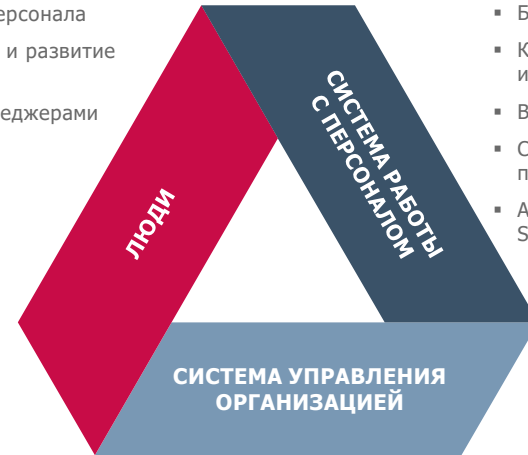 ерсонала
и развитие
еджерами
Б
К
и
В
С
п
А
S
ЛЮДИ
СИСТЕМА РАБОТЫ
С ПЕРСОНАЛОМ
СИСТЕМА УПРАВЛЕНИЯ
ОРГАНИЗАЦИЕЙ